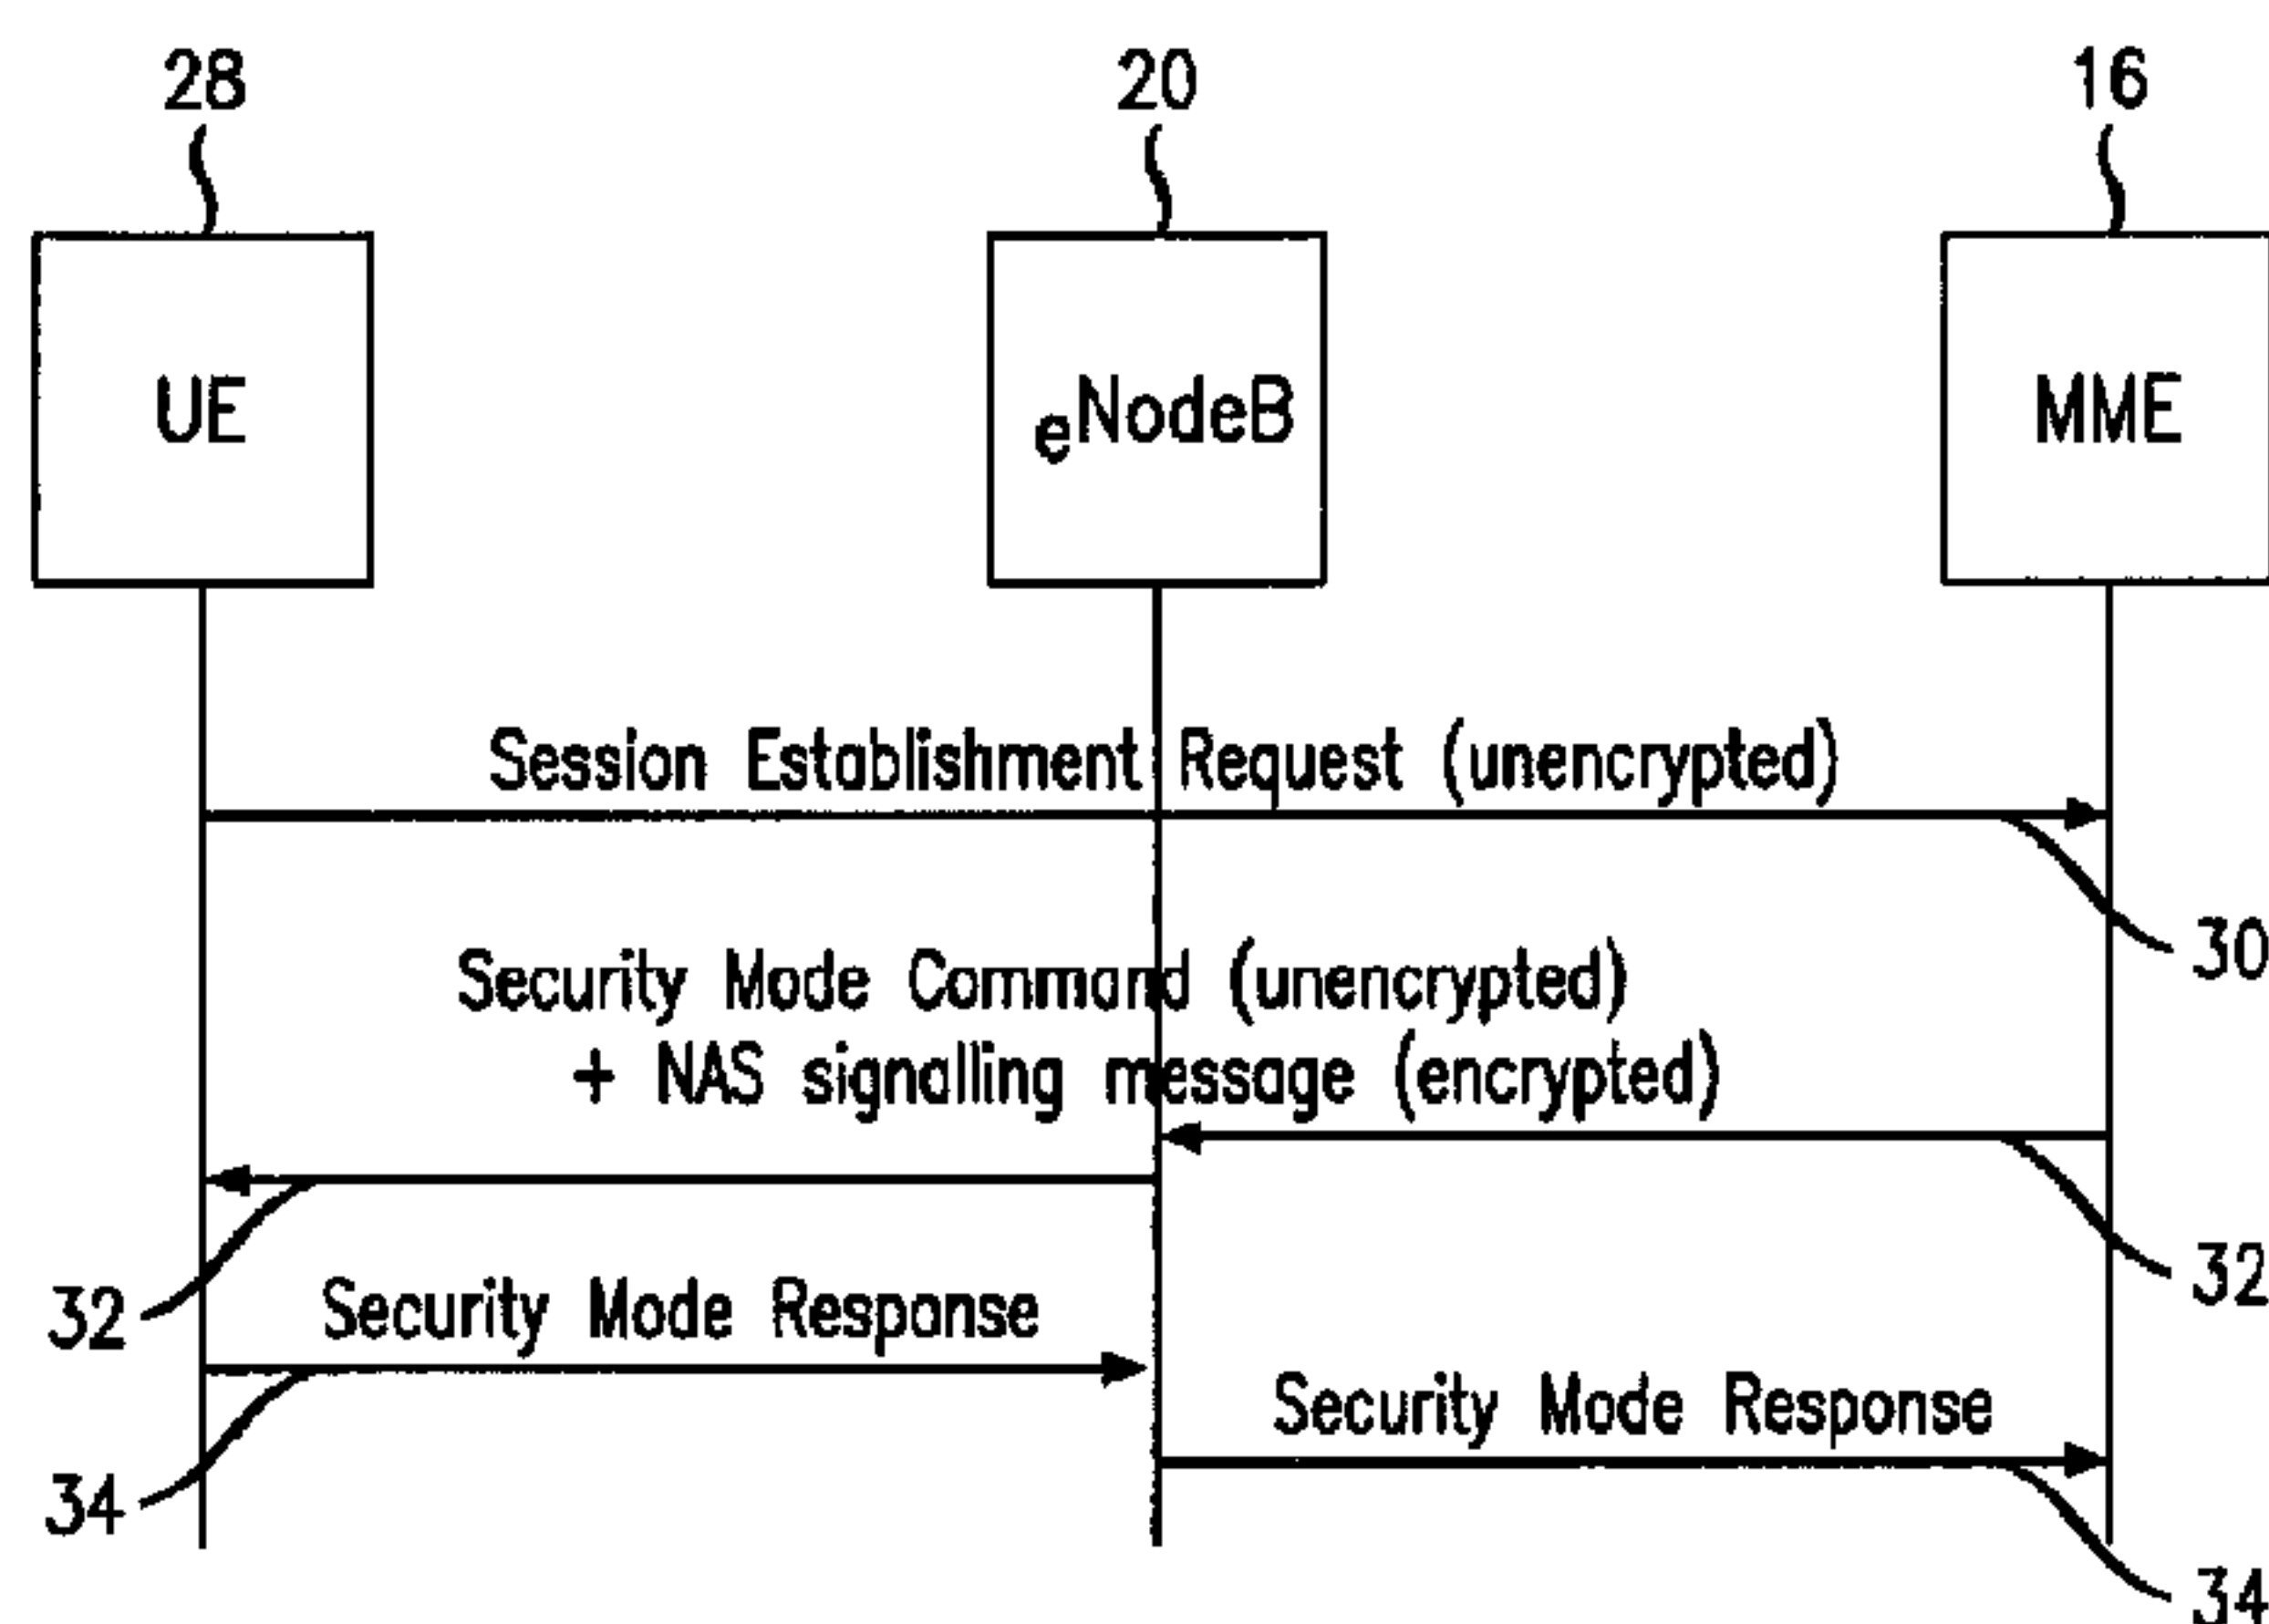 28
20
16
UE
eNodeB
MME
Session Establishment Request (unencrypted)
30
Security Mode Command (unencrypted)
+ NAS signalling message (encrypted)
32
32
Security Mode Response
Security Mode Response
34
34